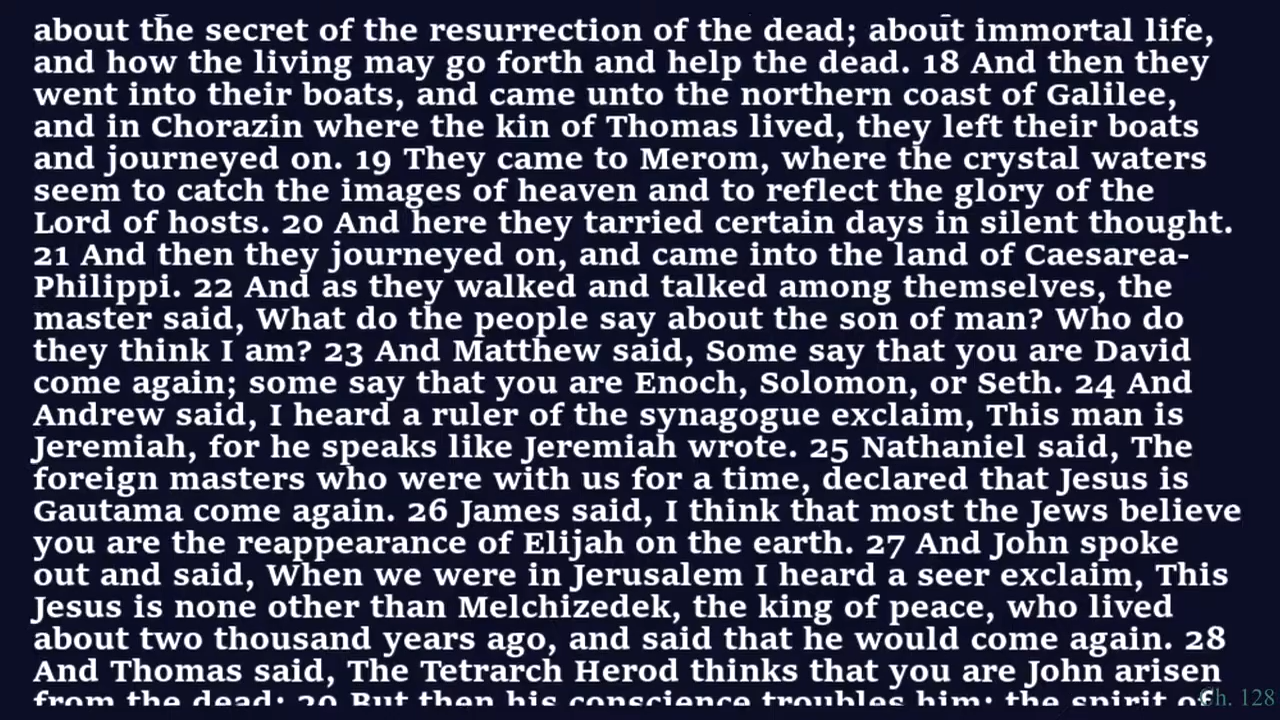 about the secret of the resurrection of the dead; about immortal life,
and how the living may go forth and help the dead. 18 And then they
went into their boats, and came unto the northern coast of Galilee,
and in Chorazin where the kin of Thomas lived, they left their boats
and journeyed on. 19 They came to Merom, where the crystal waters
seem to catch the images of heaven and to reflect the glory of the
Lord of hosts. 20 And here they tarried certain days in silent thought.
21 And then they journeyed on, and came into the land of Caesarea-
Philippi. 22 And as they walked and talked among themselves, the
master said, What do the people say about the son of man? Who do
they think I am? 23 And Matthew said, Some say that you are David
come again; some say that you are Enoch, Solomon, or Seth. 24 And
Andrew said, I heard a ruler of the synagogue exclaim, This man is
Jeremiah, for he speaks like Jeremiah wrote. 25 Nathaniel said, The
foreign masters who were with us for a time, declared that Jesus is
Gautama come again. 26 James said, I think that most the Jews believe
you are the reappearance of Elijah on the earth. 27 And John spoke
out and said, When we were in Jerusalem I heard a seer exclaim, This
Jesus is none other than Melchizedek, the king of peace, who lived
about two thousand years ago, and said that he would come again. 28
And Thomas said, The Tetrarch Herod thinks that you are John arisen
from the dead; 29 But then his conscience troubles him; the spirit of
Ch. 128